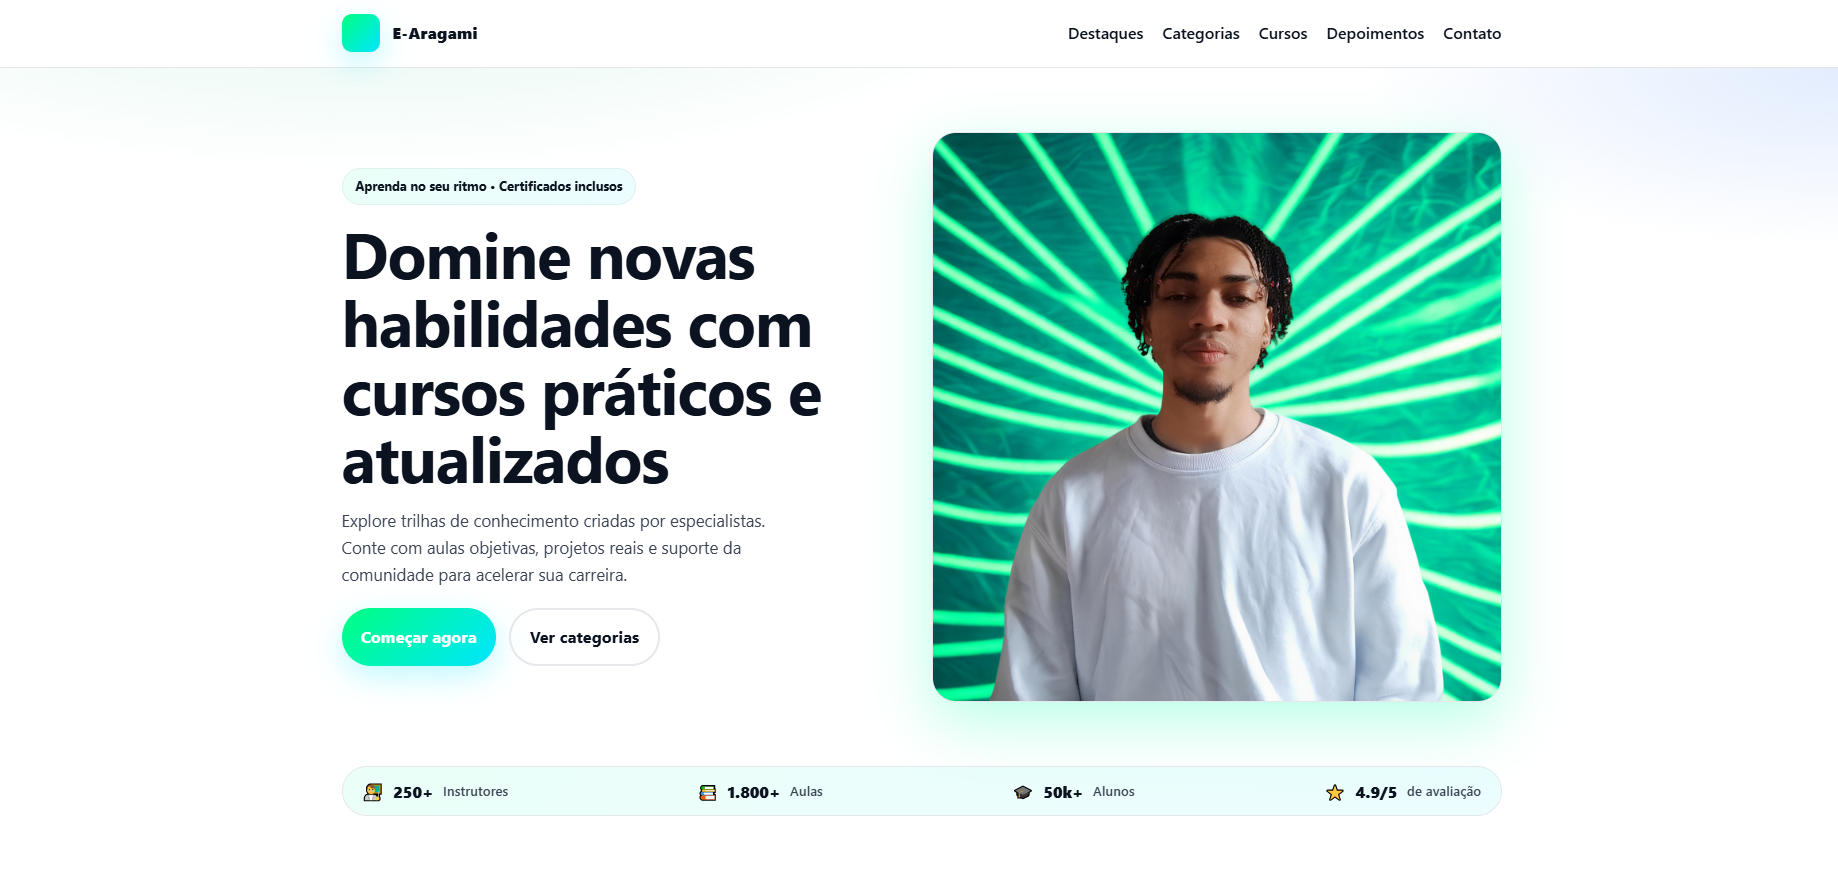 E-Aragami
Destaques Categorias Cursos Depoimentos Contato
Aprenda no seu ritmo • Certificados inclusos
Domine novas
habilidades com
cursos práticos e
atualizados
Explore trilhas de conhecimento criadas por especialistas.
Conte com aulas objetivas, projetos reais e suporte da
comunidade para acelerar sua carreira.
Começar agora
Ver categorias
250+ Instrutores
1.800+ Aulas
50k+ Alunos
4.9/5 de avaliação